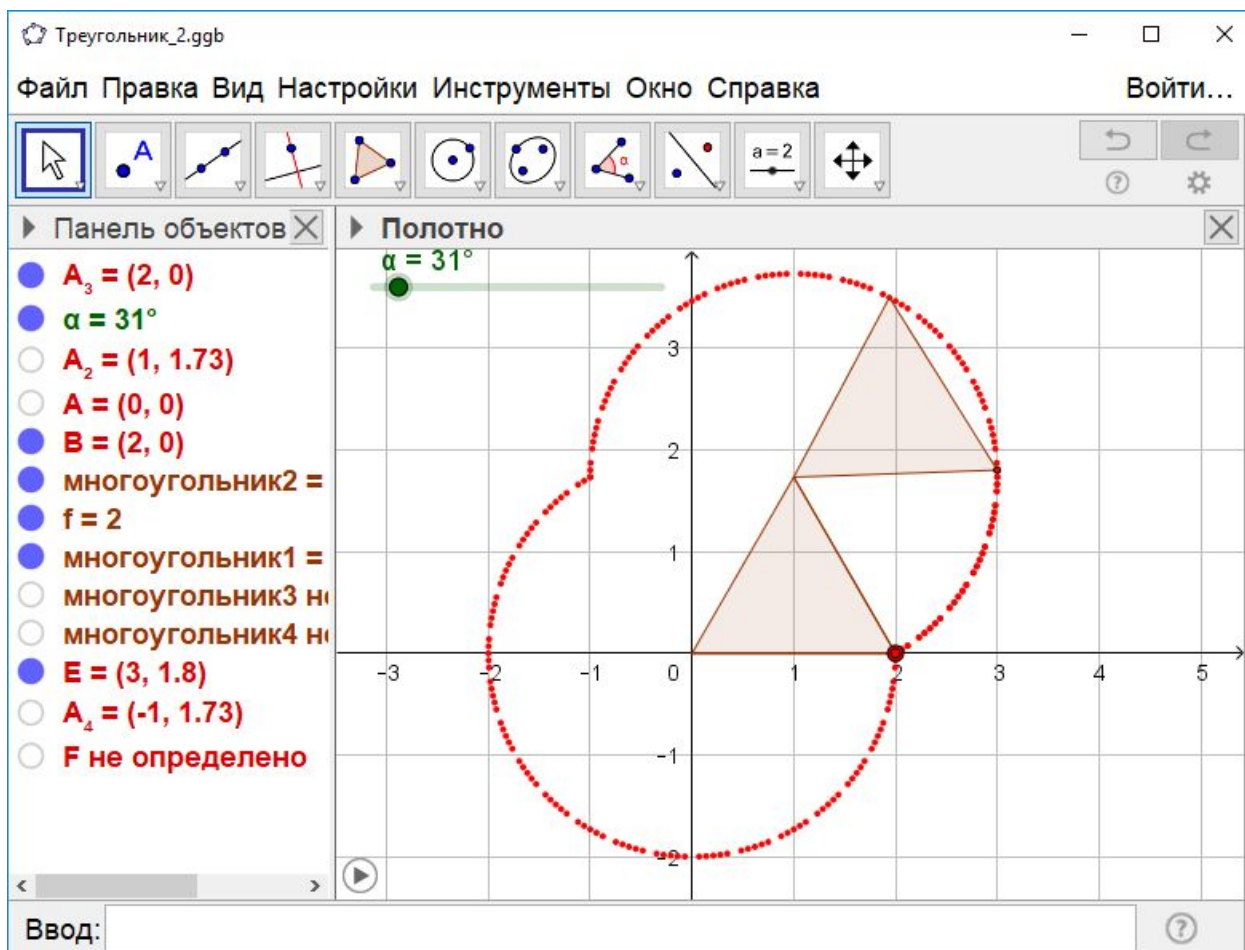 Треугольник_2.ggb
Файл Правка Вид Настройки Инструменты Окно Справка Войти...
A α a = 2
Панель объектов Полотно
A₃ = (2, 0)
α = 31°
A₂ = (1, 1.73)
A = (0, 0)
B = (2, 0)
многоугольник2 =
f = 2
многоугольник1 =
многоугольник3 не
многоугольник4 не
E = (3, 1.8)
A₄ = (-1, 1.73)
F не определено
α = 31°
3
2
1
−3 −2 −1 0 1 2 3 4 5
−1
−2
Ввод: